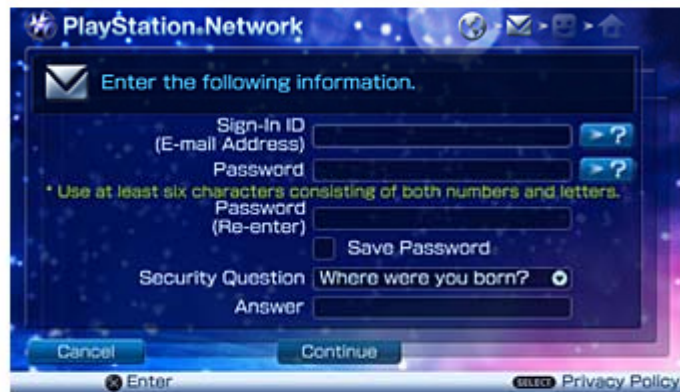 PlayStation®Network
Enter the following information.
Sign-In ID
(E-mail Address)
?
Password
?
* Use at least six characters consisting of both numbers and letters.
Password
(Re-enter)
Save Password
Security Question Where were you born?
Answer
Cancel Continue
Enter SELECT Privacy Policy